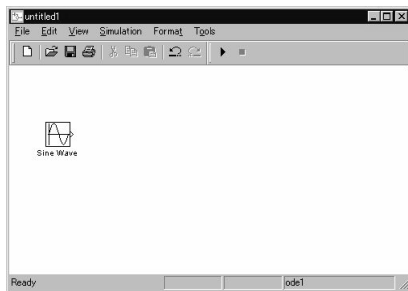 untitled1
File Edit View Simulation Format Tools
Sine Wave
Ready ode1